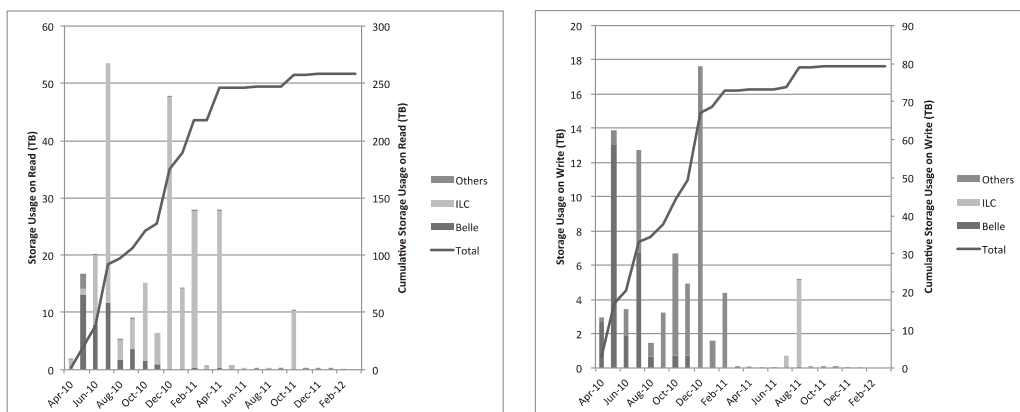 60
50
40
30
20
10
0
Storage Usage on Read (TB)
300
250
200
150
100
50
0
Cumulative Storage Usage on Read (TB)
Apr-10
Jun-10
Aug-10
Oct-10
Dec-10
Feb-11
Apr-11
Jun-11
Aug-11
Oct-11
Dec-11
Feb-12
Others
ILC
Belle
Total
20
18
16
14
12
10
8
6
4
2
0
Storage Usage on Write (TB)
90
80
70
60
50
40
30
20
10
0
Cumulative Storage Usage on Write (TB)
Apr-10
Jun-10
Aug-10
Oct-10
Dec-10
Feb-11
Apr-11
Jun-11
Aug-11
Oct-11
Dec-11
Feb-12
Others
ILC
Belle
Total